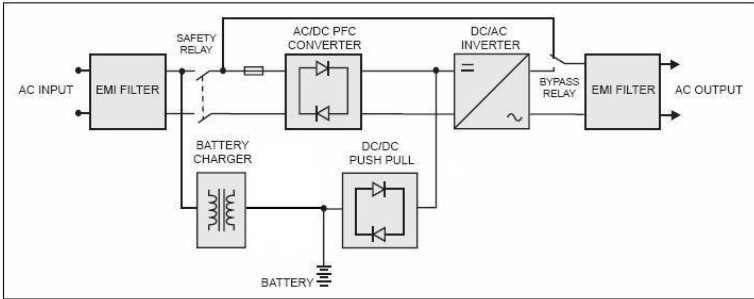 SAFETY
RELAY
AC/DC PFC
CONVERTER
DC/AC
INVERTER
AC INPUT
EMI FILTER
BYPASS
RELAY
EMI FILTER
AC OUTPUT
BATTERY
CHARGER
DC/DC
PUSH PULL
BATTERY